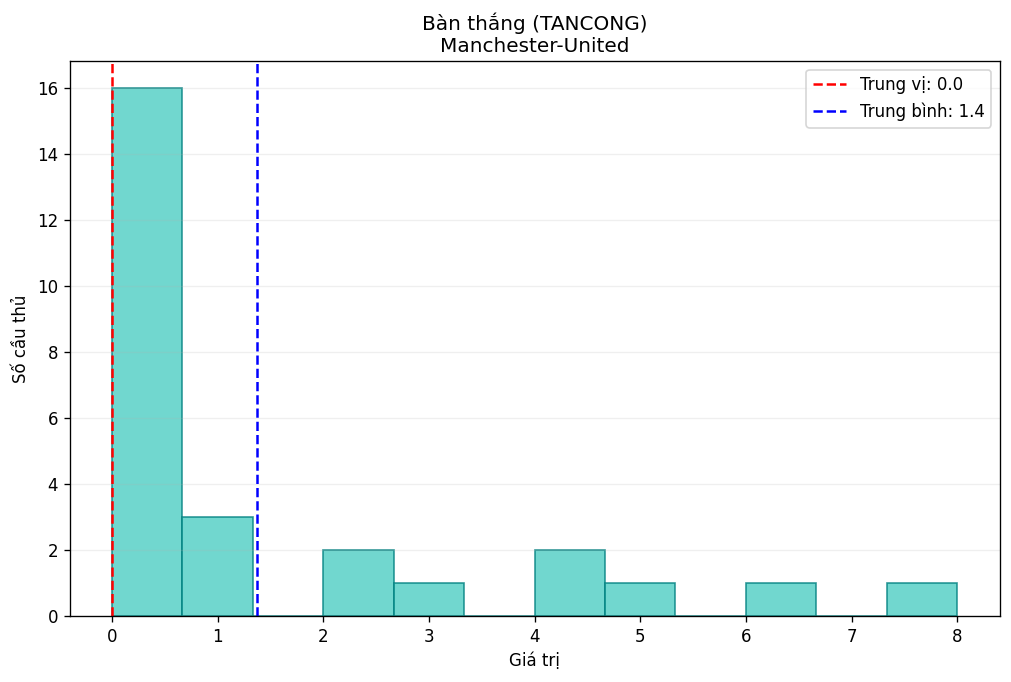 Bàn thắng (TANCONG)
Manchester-United
Trung vị: 0.0
Trung bình: 1.4
16
14
12
10
8
6
4
2
0
Số cầu thủ
0 1 2 3 4 5 6 7 8
Giá trị